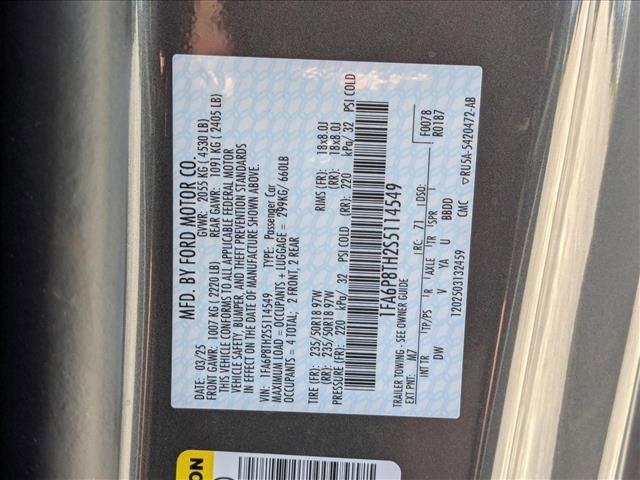 MFD. BY FORD MOTOR CO.
DATE: 03/25 GVWR: 2055 KG ( 4530 LB)
FRONT GAWR: 1007 KG ( 2220 LB) REAR GAWR: 1091 KG ( 2405 LB)
THIS VEHICLE CONFORMS TO ALL APPLICABLE FEDERAL MOTOR
VEHICLE SAFETY, BUMPER, AND THEFT PREVENTION STANDARDS
IN EFFECT ON THE DATE OF MANUFACTURE SHOWN ABOVE.
VIN: 1FA6P8TH2S5114549 TYPE: Passenger Car
MAXIMUM LOAD = OCCUPANTS + LUGGAGE = 299KG/ 660LB
OCCUPANTS = 4 TOTAL: 2 FRONT, 2 REAR
TIRE (FR): 235/50R18 97W RIMS (FR): 18x8.0J
(RR): 235/50R18 97W (RR): 18x8.0J
PRESSURE (FR): 220 kPa/ 32 PSI COLD (RR): 220 kPa/ 32 PSI COLD
1FA6P8TH2S5114549
TRAILER TOWING - SEE OWNER GUIDE F0078
EXT PNT: M7 RC: 71 DSO: R0187
INT TR TP/PS R AXLE TR SPR
DW V YA U BBDD
1202503132459 CMC ▽RU5A-5420472-AB
ON